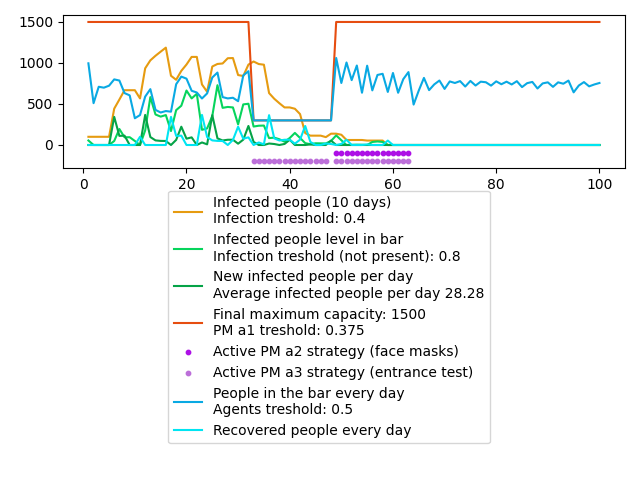 1500
1000
500
0
0
20
40
60
80
100
Infected people (10 days)
Infection treshold: 0.4
Infected people level in bar
Infection treshold (not present): 0.8
New infected people per day
Average infected people per day 28.28
Final maximum capacity: 1500
PM a1 treshold: 0.375
Active PM a2 strategy (face masks)
Active PM a3 strategy (entrance test)
People in the bar every day
Agents treshold: 0.5
Recovered people every day